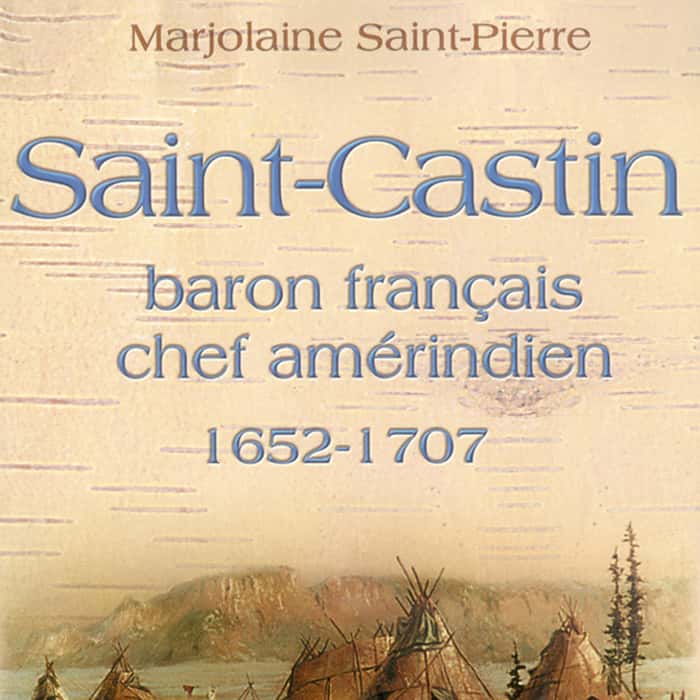 Marjolaine Saint-Pierre
Saint-Castin
baron français
chef amérindien
1652-1707